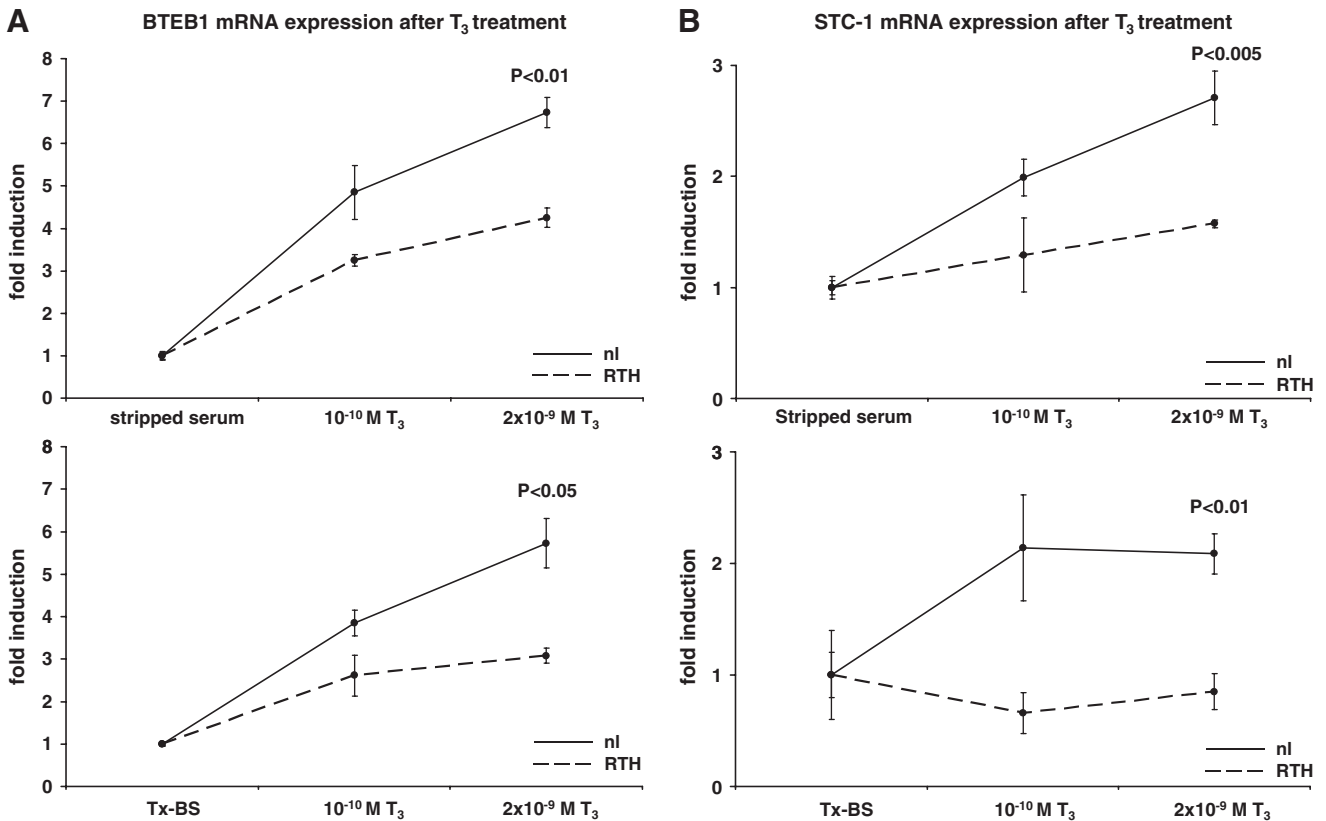 A
BTEB1 mRNA expression after T3 treatment
fold induction
8
7
6
5
4
3
2
1
0
P<0.01
nl
RTH
stripped serum
10-10 M T3
2x10-9 M T3
fold induction
8
7
6
5
4
3
2
1
0
P<0.05
nl
RTH
Tx-BS
10-10 M T3
2x10-9 M T3
B
STC-1 mRNA expression after T3 treatment
fold induction
3
2
1
0
P<0.005
nl
RTH
Stripped serum
10-10 M T3
2x10-9 M T3
fold induction
3
2
1
0
P<0.01
nl
RTH
Tx-BS
10-10 M T3
2x10-9 M T3